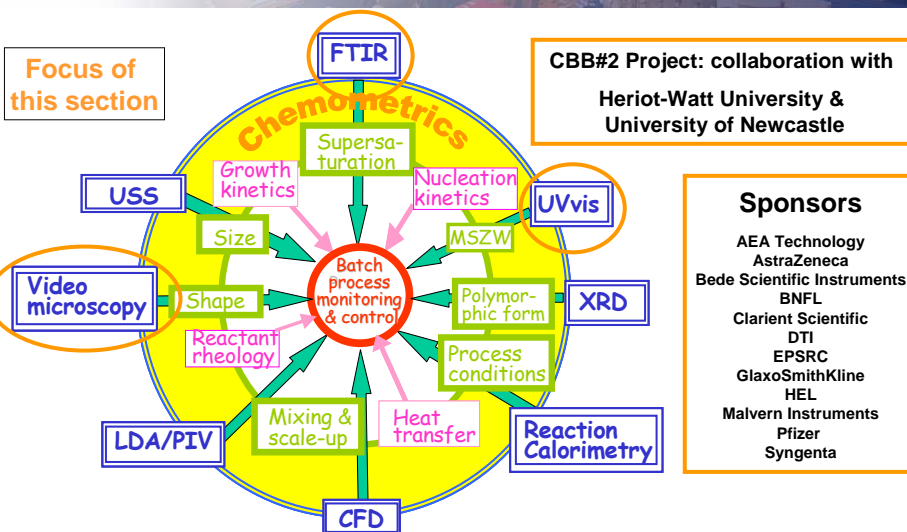 Focus of
this section
FTIR
CBB#2 Project: collaboration with
Heriot-Watt University &
University of Newcastle
Chemometrics
Supersa-
turation
Growth
kinetics
Nucleation
kinetics
USS
UVvis
Size
MSZW
Batch
process
monitoring
& control
Video
microscopy
Shape
Polymor-
phic form
XRD
Reactant
rheology
Process
conditions
Mixing &
scale-up
Heat
transfer
LDA/PIV
Reaction
Calorimetry
CFD
Sponsors
AEA Technology
AstraZeneca
Bede Scientific Instruments
BNFL
Clarient Scientific
DTI
EPSRC
GlaxoSmithKline
HEL
Malvern Instruments
Pfizer
Syngenta